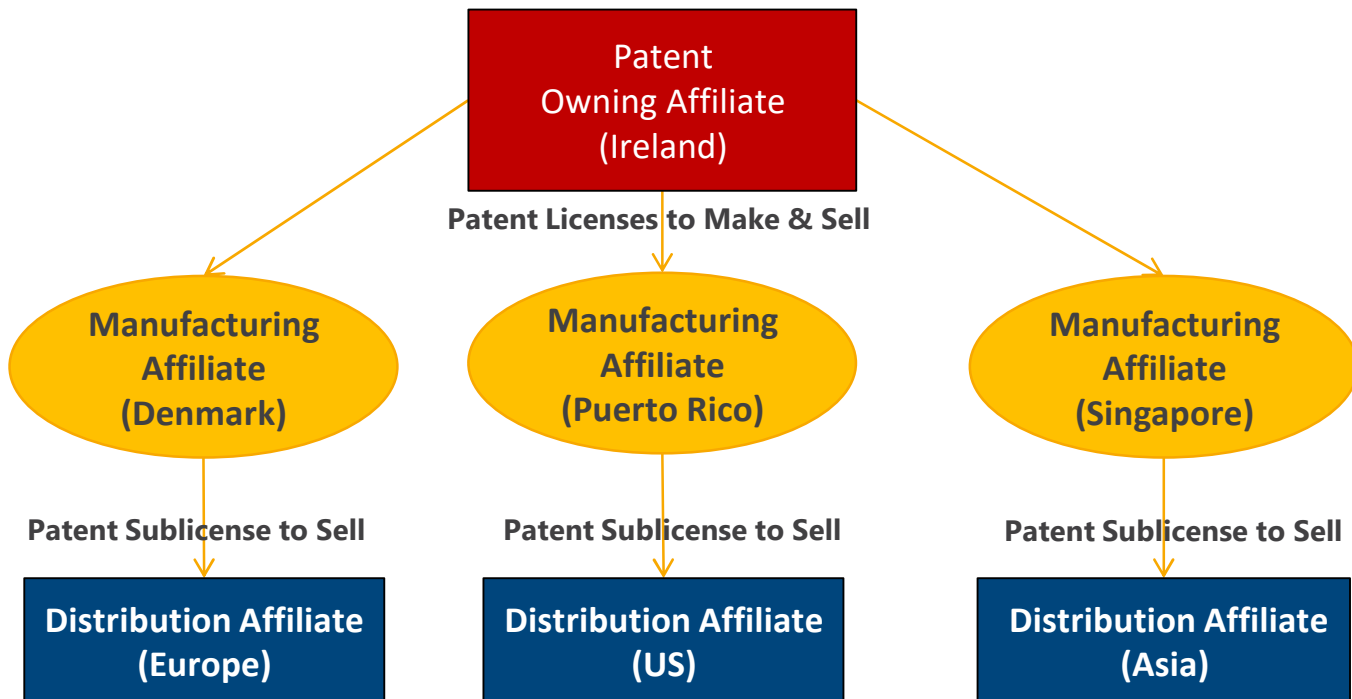 Patent
Owning Affiliate
(Ireland)
Patent Licenses to Make & Sell
Manufacturing
Affiliate
(Denmark)
Manufacturing
Affiliate
(Puerto Rico)
Manufacturing
Affiliate
(Singapore)
Patent Sublicense to Sell
Patent Sublicense to Sell
Patent Sublicense to Sell
Distribution Affiliate
(Europe)
Distribution Affiliate
(US)
Distribution Affiliate
(Asia)